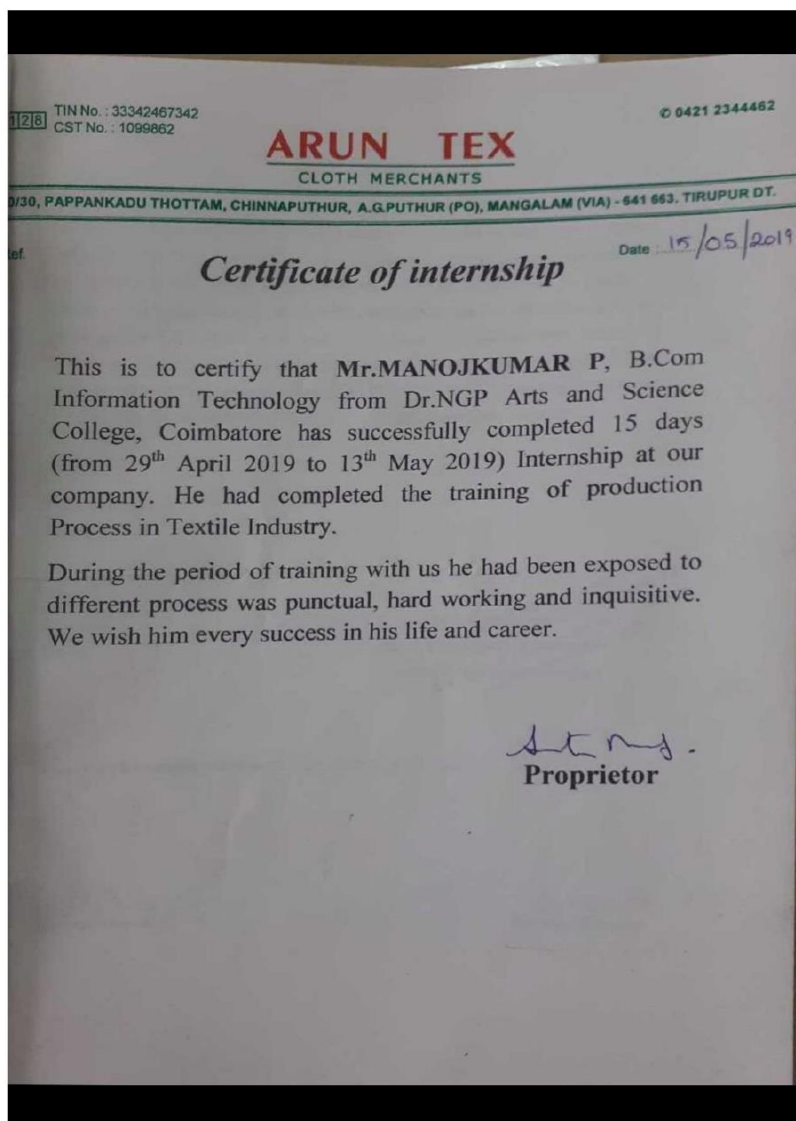 128 TIN No. : 33342467342
CST No. : 1099862
✆ 0421 2344462
ARUN TEX
CLOTH MERCHANTS
0/30, PAPPANKADU THOTTAM, CHINNAPUTHUR, A.G.PUTHUR (PO), MANGALAM (VIA) - 641 663. TIRUPUR DT.
Date : 15/05/2019
Certificate of internship
This is to certify that Mr.MANOJKUMAR P, B.Com
Information Technology from Dr.NGP Arts and Science
College, Coimbatore has successfully completed 15 days
(from 29th April 2019 to 13th May 2019) Internship at our
company. He had completed the training of production
Process in Textile Industry.
During the period of training with us he had been exposed to
different process was punctual, hard working and inquisitive.
We wish him every success in his life and career.
Proprietor